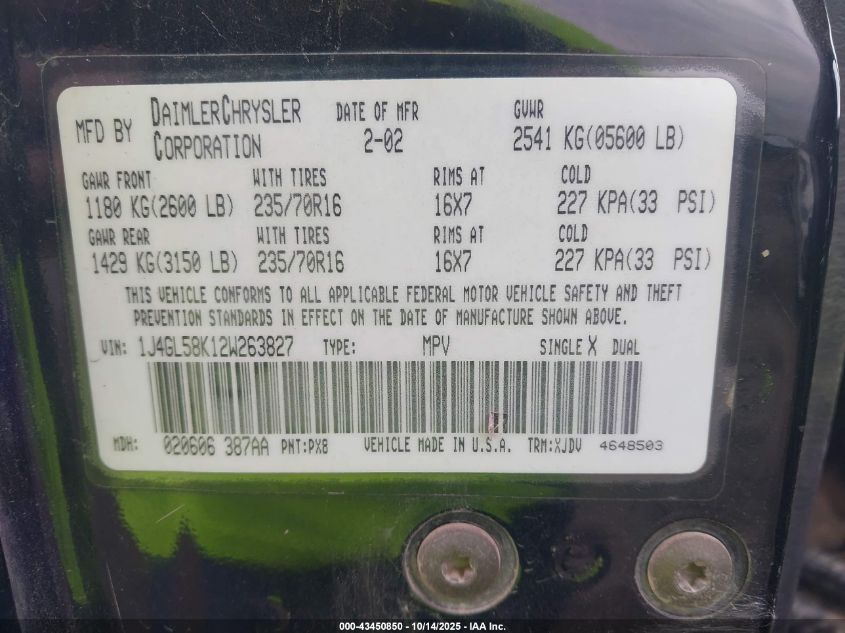 MFD BY DAIMLERCHRYSLER CORPORATION DATE OF MFR 2-02 GVWR 2541 KG(05600 LB)
GAWR FRONT WITH TIRES RIMS AT COLD
1180 KG(2600 LB) 235/70R16 16X7 227 KPA(33 PSI)
GAWR REAR WITH TIRES RIMS AT COLD
1429 KG(3150 LB) 235/70R16 16X7 227 KPA(33 PSI)
THIS VEHICLE CONFORMS TO ALL APPLICABLE FEDERAL MOTOR VEHICLE SAFETY AND THEFT
PREVENTION STANDARDS IN EFFECT ON THE DATE OF MANUFACTURE SHOWN ABOVE.
VIN: 1J4GL58K12W263827 TYPE: MPV SINGLE X DUAL
MDH: 020606 387AA PNT:PX8 VEHICLE MADE IN U.S.A. TRM:XJDV 4648503
000-43450850 - 10/14/2025 - IAA Inc.